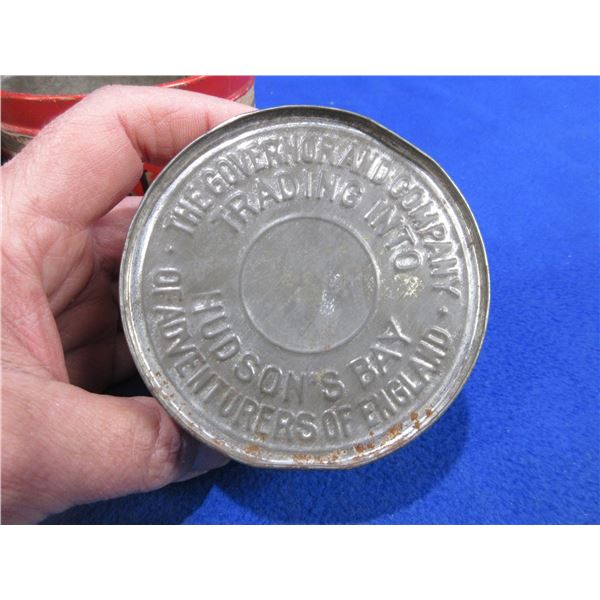 · THE GOVERNOR AND COMPANY ·
OF ADVENTURERS OF ENGLAND
TRADING INTO
HUDSON'S BAY